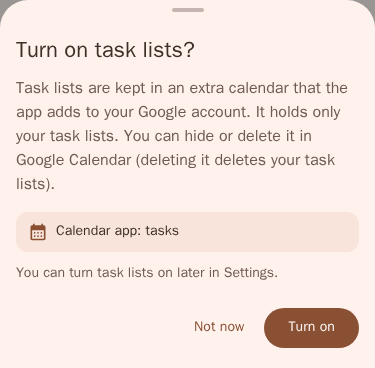 Turn on task lists?
Task lists are kept in an extra calendar that the
app adds to your Google account. It holds only
your task lists. You can hide or delete it in
Google Calendar (deleting it deletes your task
lists).
Calendar app: tasks
You can turn task lists on later in Settings.
Not now
Turn on